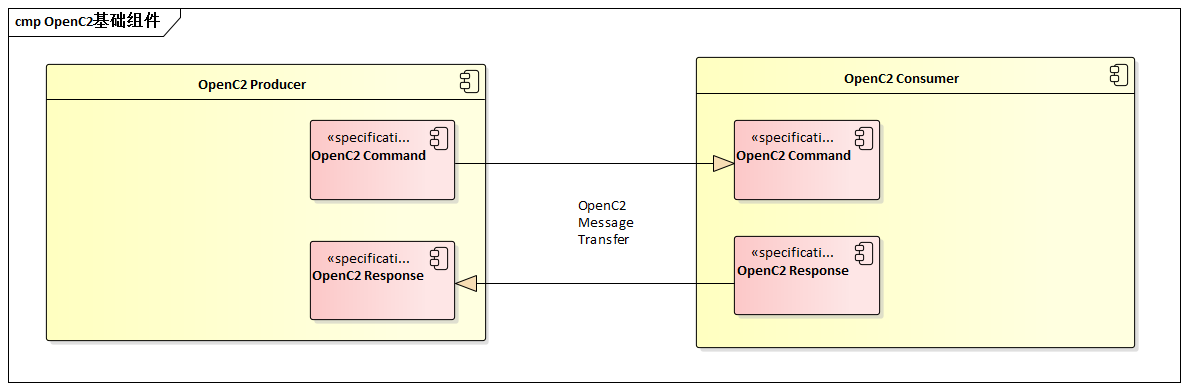 cmp OpenC2基础组件
OpenC2 Producer
OpenC2 Consumer
«specificati...
OpenC2 Command
«specificati...
OpenC2 Command
OpenC2
Message
Transfer
«specificati...
OpenC2 Response
«specificati...
OpenC2 Response